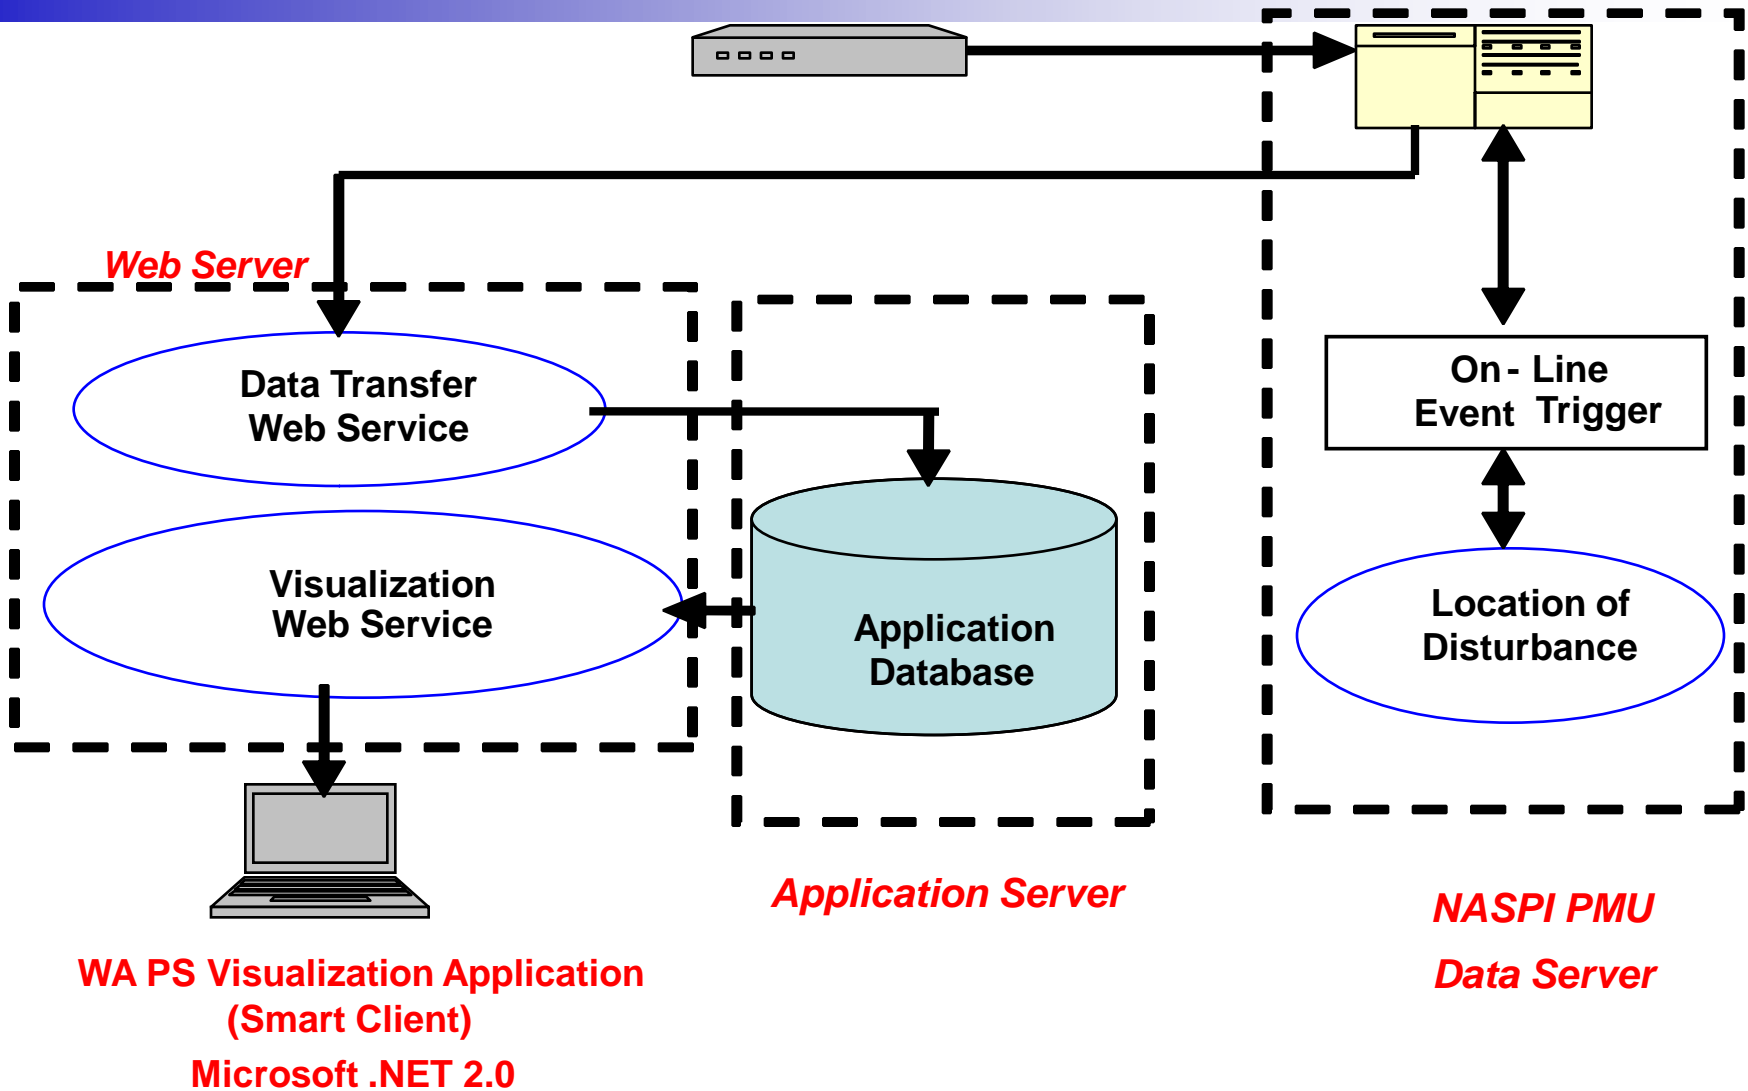 Web Server
Data Transfer
Web Service
On - Line
Event Trigger
Visualization
Web Service
Application
Database
Location of
Disturbance
Application Server
NASPI PMU
Data Server
WA PS Visualization Application
(Smart Client)
Microsoft .NET 2.0